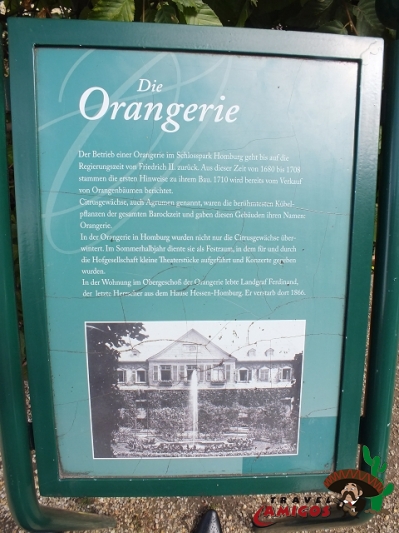 Die
Orangerie
Der Betrieb einer Orangerie im Schlosspark Homburg geht bis auf die
Regierungszeit von Friedrich II. zurück. Aus dieser Zeit von 1680 bis 1708
stammen die ersten Hinweise zu ihrem Bau. 1710 wird bereits vom Verkauf
von Orangenbäumen berichtet.
Citrusgewächse, auch Agrumen genannt, waren die berühmtesten Kübel-
pflanzen der gesamten Barockzeit und gaben diesen Gebäuden ihren Namen:
Orangerie.
In der Orangerie in Homburg wurden nicht nur die Citrusgewächse über-
wintert. Im Sommerhalbjahr diente sie als Festraum, in dem für und durch
die Hofgesellschaft kleine Theaterstücke aufgeführt und Konzerte gegeben
wurden.
In der Wohnung im Obergeschoß der Orangerie lebte Landgraf Ferdinand,
der letzte Herrscher aus dem Hause Hessen-Homburg. Er verstarb dort 1866.
TRAVEL
AMIGOS